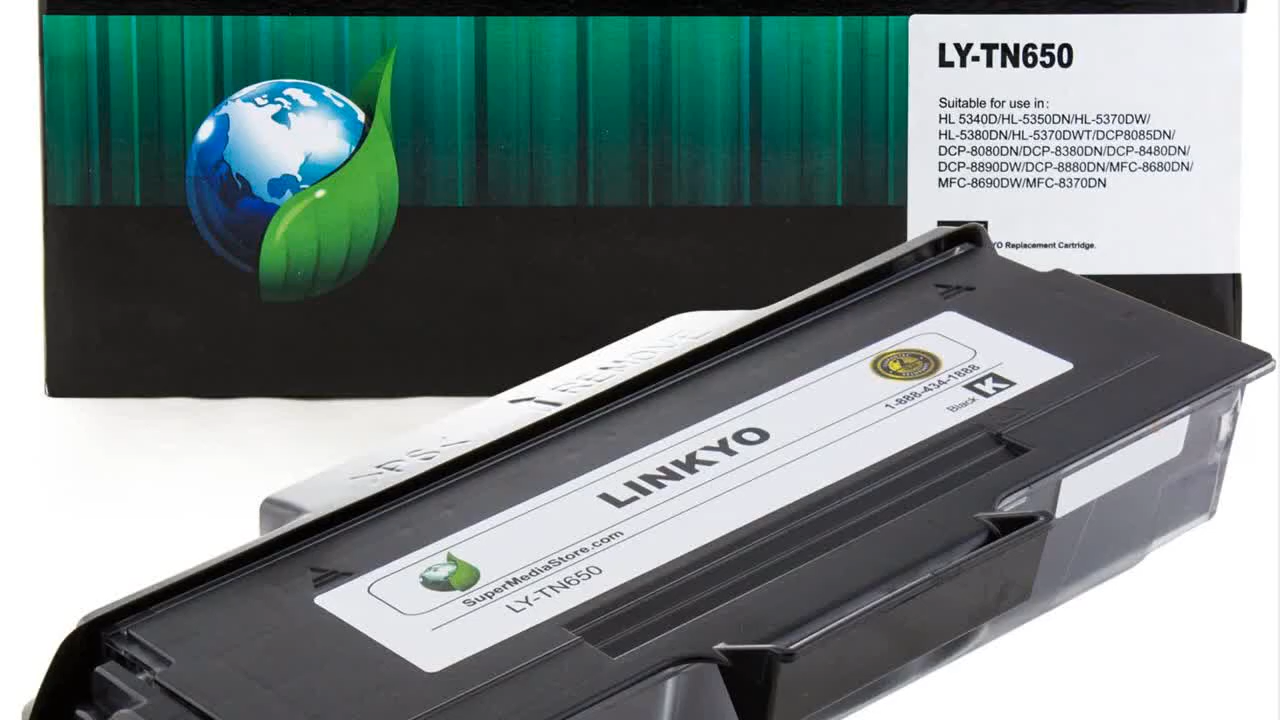 LY-TN650
Suitable for use in:
HL 5340D/HL-5350DN/HL-5370DW/
HL-5380DN/HL-5370DWT/DCP8085DN/
DCP-8080DN/DCP-8380DN/DCP-8480DN/
DCP-8890DW/DCP-8880DN/MFC-8680DN/
MFC-8690DW/MFC-8370DN
YO Replacement Cartridge.
REMOVE
>PS<
1-888-434-1888
Black K
LINKYO
SuperMediaStore.com
LY-TN650